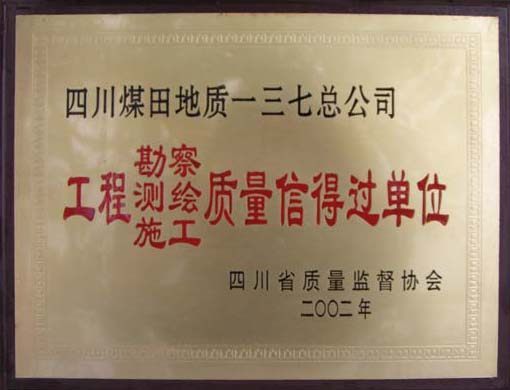 四川煤田地质一三七总公司
工程勘察测绘施工质量信得过单位
四川省质量监督协会
二〇〇二年